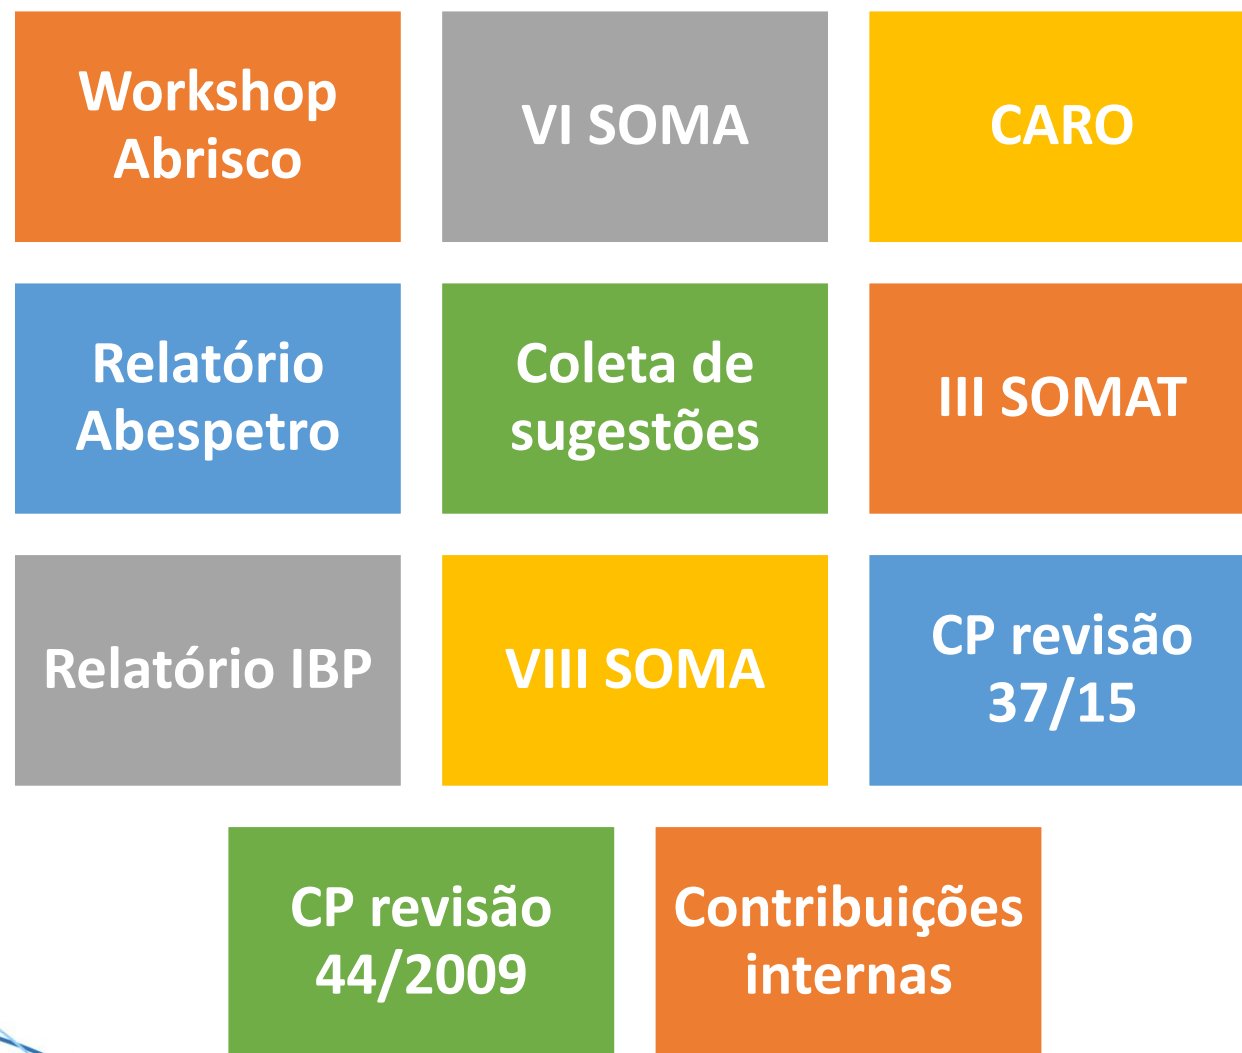 Workshop
Abrisco
VI SOMA
CARO
Relatório
Abespetro
Coleta de
sugestões
III SOMAT
Relatório IBP
VIII SOMA
CP revisão
37/15
CP revisão
44/2009
Contribuições
internas